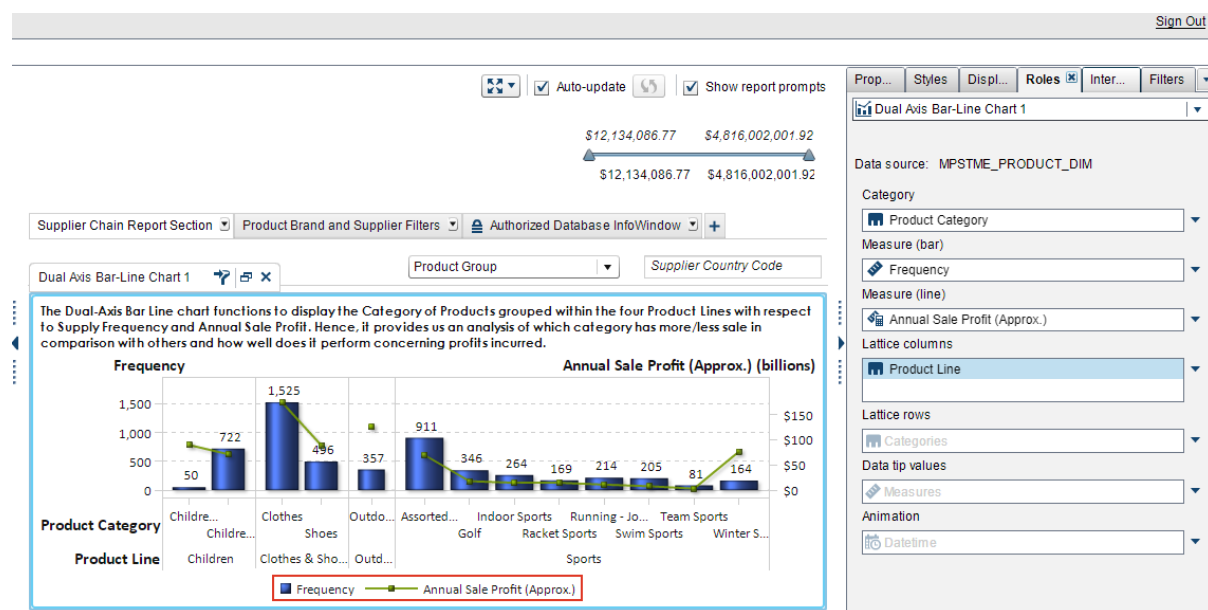 Sign Out
Auto-update
Show report prompts
Prop... Styles Displ... Roles Inter... Filters
Dual Axis Bar-Line Chart 1
$12,134,086.77 $4,816,002,001.92
$12,134,086.77 $4,816,002,001.92
Data source: MPSTME_PRODUCT_DIM
Category
Product Category
Measure (bar)
Frequency
Measure (line)
Annual Sale Profit (Approx.)
Lattice columns
Product Line
Lattice rows
Categories
Data tip values
Measures
Animation
Datetime
Supplier Chain Report Section Product Brand and Supplier Filters Authorized Database InfoWindow +
Dual Axis Bar-Line Chart 1
Product Group
Supplier Country Code
The Dual-Axis Bar Line chart functions to display the Category of Products grouped within the four Product Lines with respect
to Supply Frequency and Annual Sale Profit. Hence, it provides us an analysis of which category has more/less sale in
comparison with others and how well does it perform concerning profits incurred.
Frequency Annual Sale Profit (Approx.) (billions)
1,500
1,000
500
0
50 722 1,525 496 357 911 346 264 169 214 205 81 164
$150
$100
$50
$0
Product Category
Childre... Clothes Outdo... Assorted... Indoor Sports Running - Jo... Team Sports
Childre... Shoes Golf Racket Sports Swim Sports Winter S...
Product Line Children Clothes & Sho... Outd... Sports
Frequency Annual Sale Profit (Approx.)